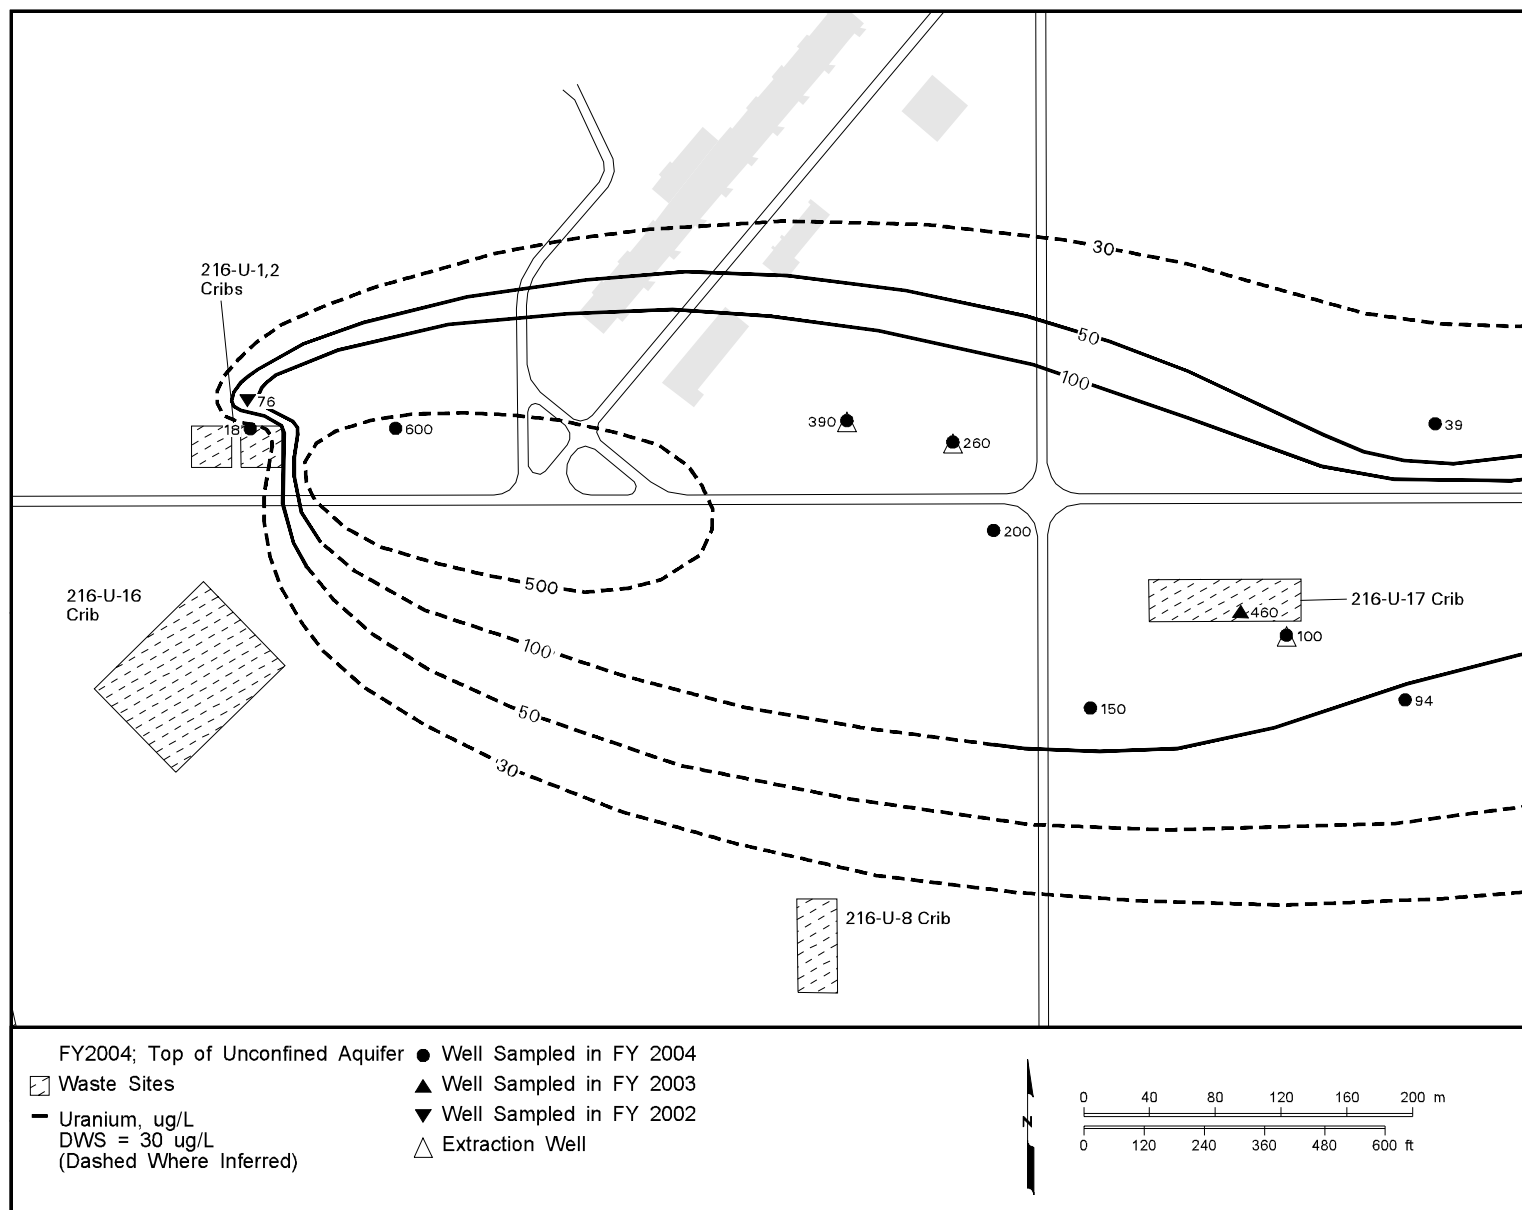 30
216-U-1,2
Cribs
50
100
76
18
600
390
260
39
200
500
216-U-16
Crib
216-U-17 Crib
460
100
100
150
94
50
30
216-U-8 Crib
FY2004; Top of Unconfined Aquifer
Waste Sites
Uranium, ug/L
DWS = 30 ug/L
(Dashed Where Inferred)
Well Sampled in FY 2004
Well Sampled in FY 2003
Well Sampled in FY 2002
Extraction Well
N
0 40 80 120 160 200 m
0 120 240 360 480 600 ft